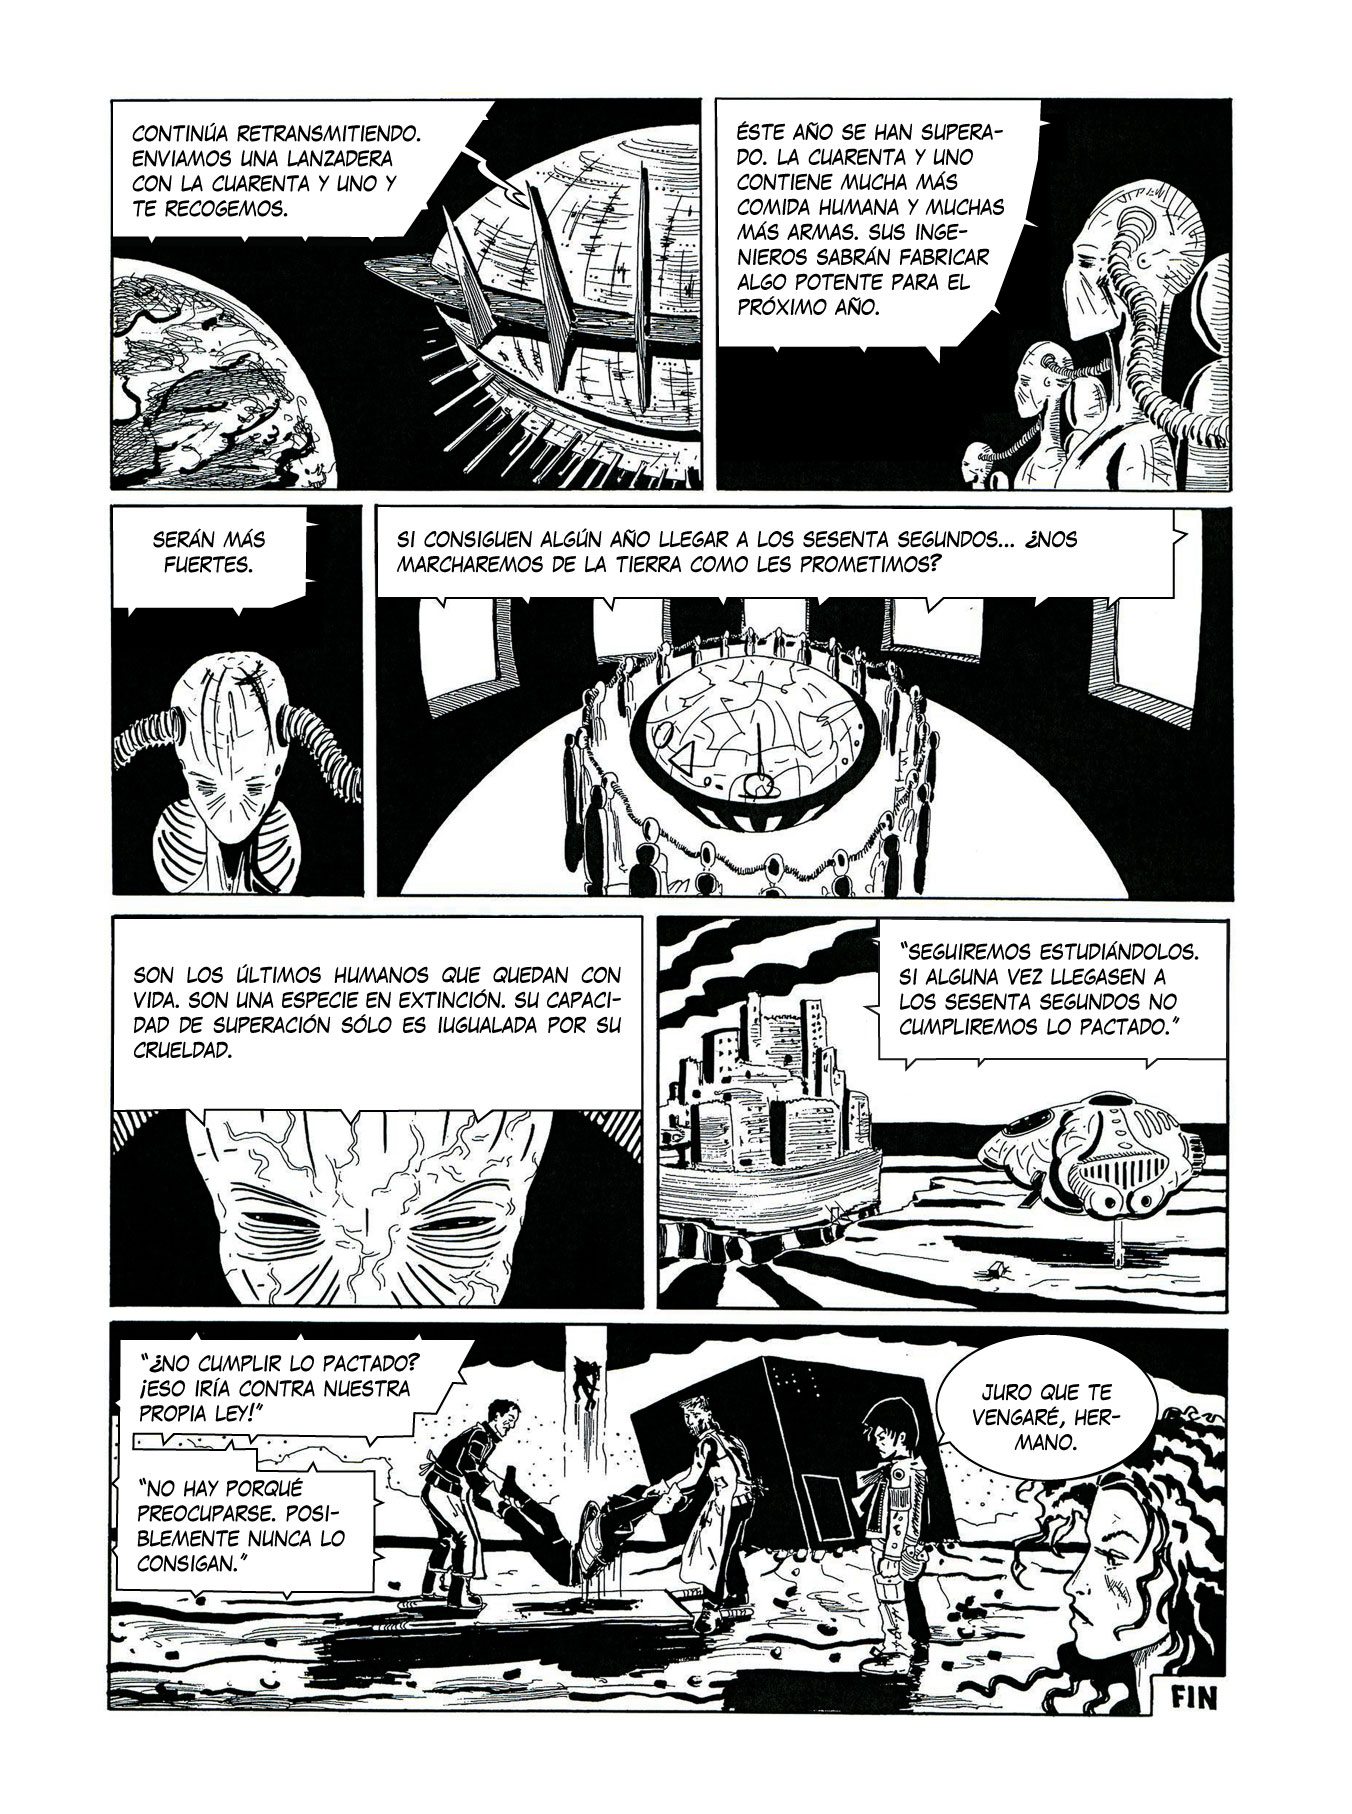 CONTINÚA RETRANSMITIENDO.
ENVIAMOS UNA LANZADERA
CON LA CUARENTA Y UNO Y
TE RECOGEMOS.
ÉSTE AÑO SE HAN SUPERA-
DO. LA CUARENTA Y UNO
CONTIENE MUCHA MÁS
COMIDA HUMANA Y MUCHAS
MÁS ARMAS. SUS INGE-
NIEROS SABRÁN FABRICAR
ALGO POTENTE PARA EL
PRÓXIMO AÑO.
SERÁN MÁS
FUERTES.
SI CONSIGUEN ALGÚN AÑO LLEGAR A LOS SESENTA SEGUNDOS... ¿NOS
MARCHAREMOS DE LA TIERRA COMO LES PROMETIMOS?
SON LOS ÚLTIMOS HUMANOS QUE QUEDAN CON
VIDA. SON UNA ESPECIE EN EXTINCIÓN. SU CAPACI-
DAD DE SUPERACIÓN SÓLO ES IUGUALADA POR SU
CRUELDAD.
"SEGUIREMOS ESTUDIÁNDOLOS.
SI ALGUNA VEZ LLEGASEN A
LOS SESENTA SEGUNDOS NO
CUMPLIREMOS LO PACTADO."
"¿NO CUMPLIR LO PACTADO?
¡ESO IRÍA CONTRA NUESTRA
PROPIA LEY!"
"NO HAY PORQUÉ
PREOCUPARSE. POSI-
BLEMENTE NUNCA LO
CONSIGAN."
JURO QUE TE
VENGARÉ, HER-
MANO.
FIN